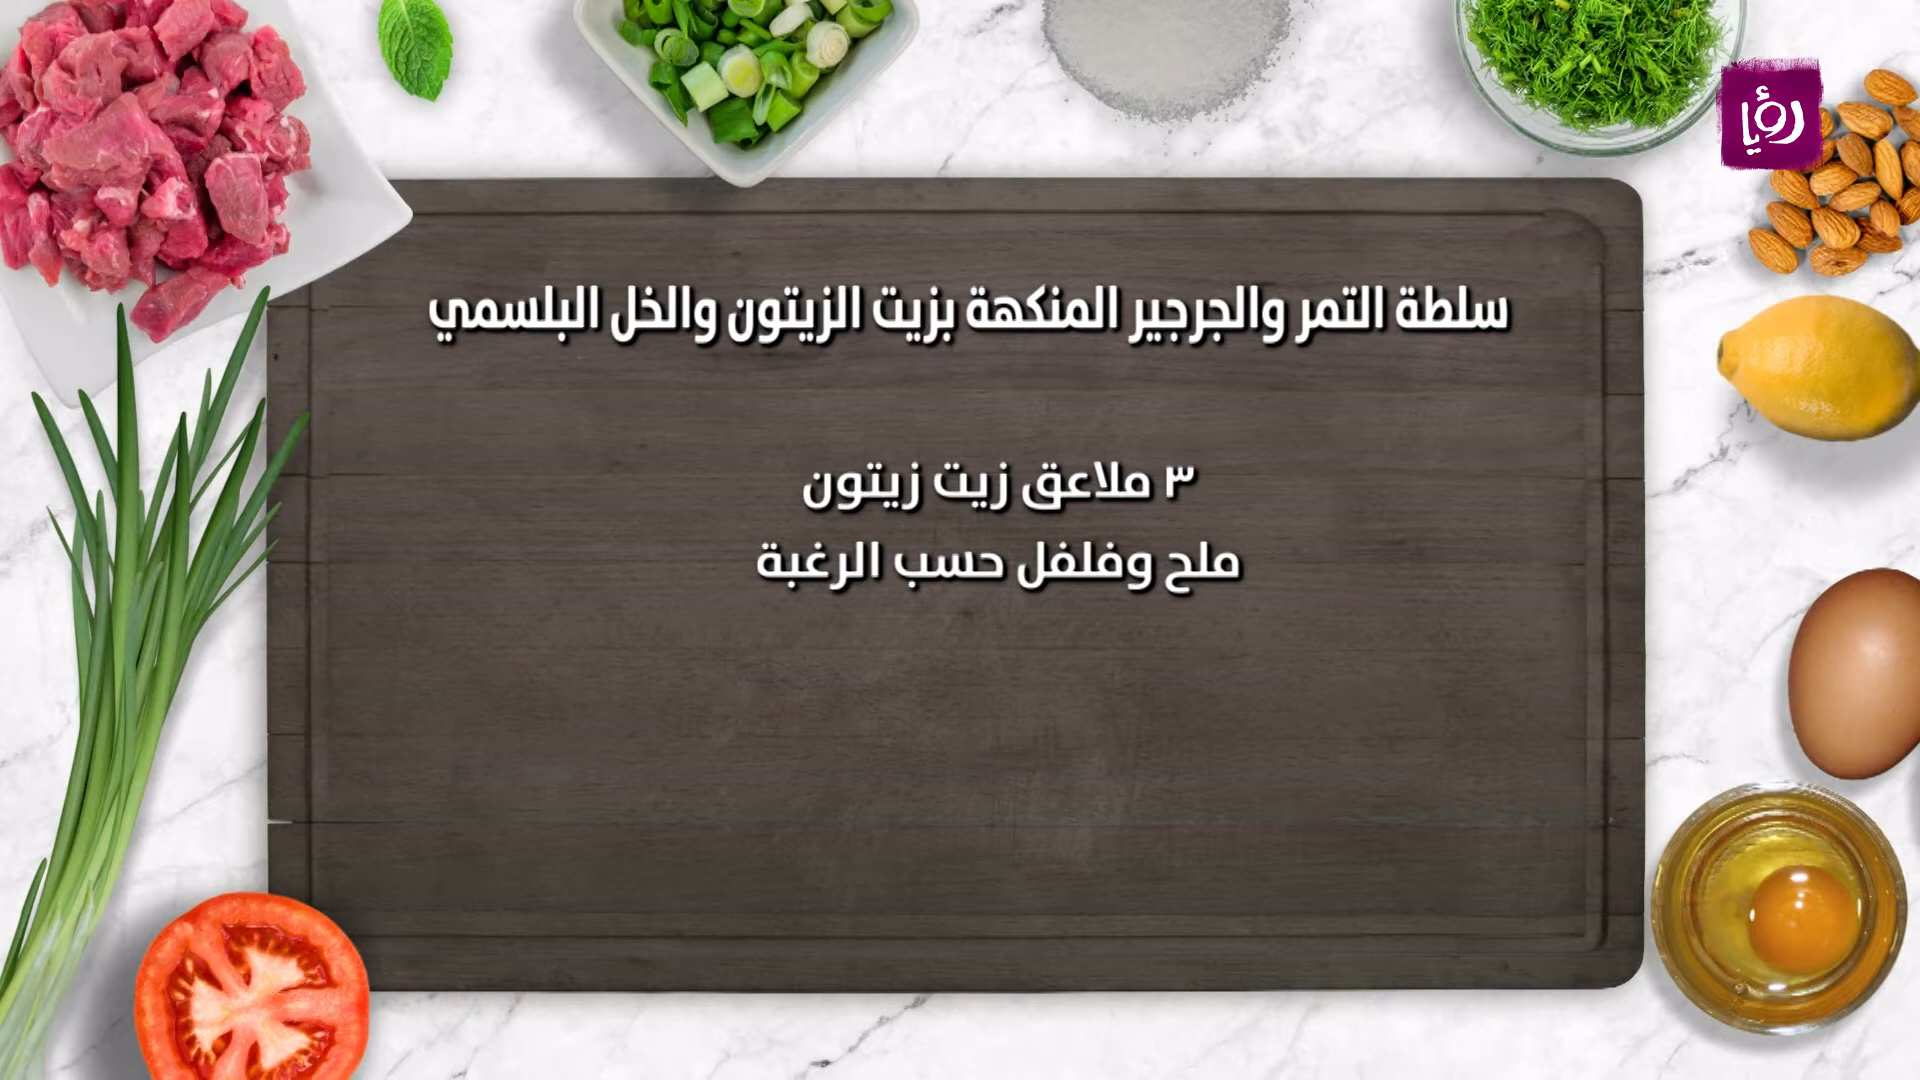 رؤيا
سلطة التمر والجرجير المنكهة بزيت الزيتون والخل البلسمي
٣ ملاعق زيت زيتون
ملح وفلفل حسب الرغبة